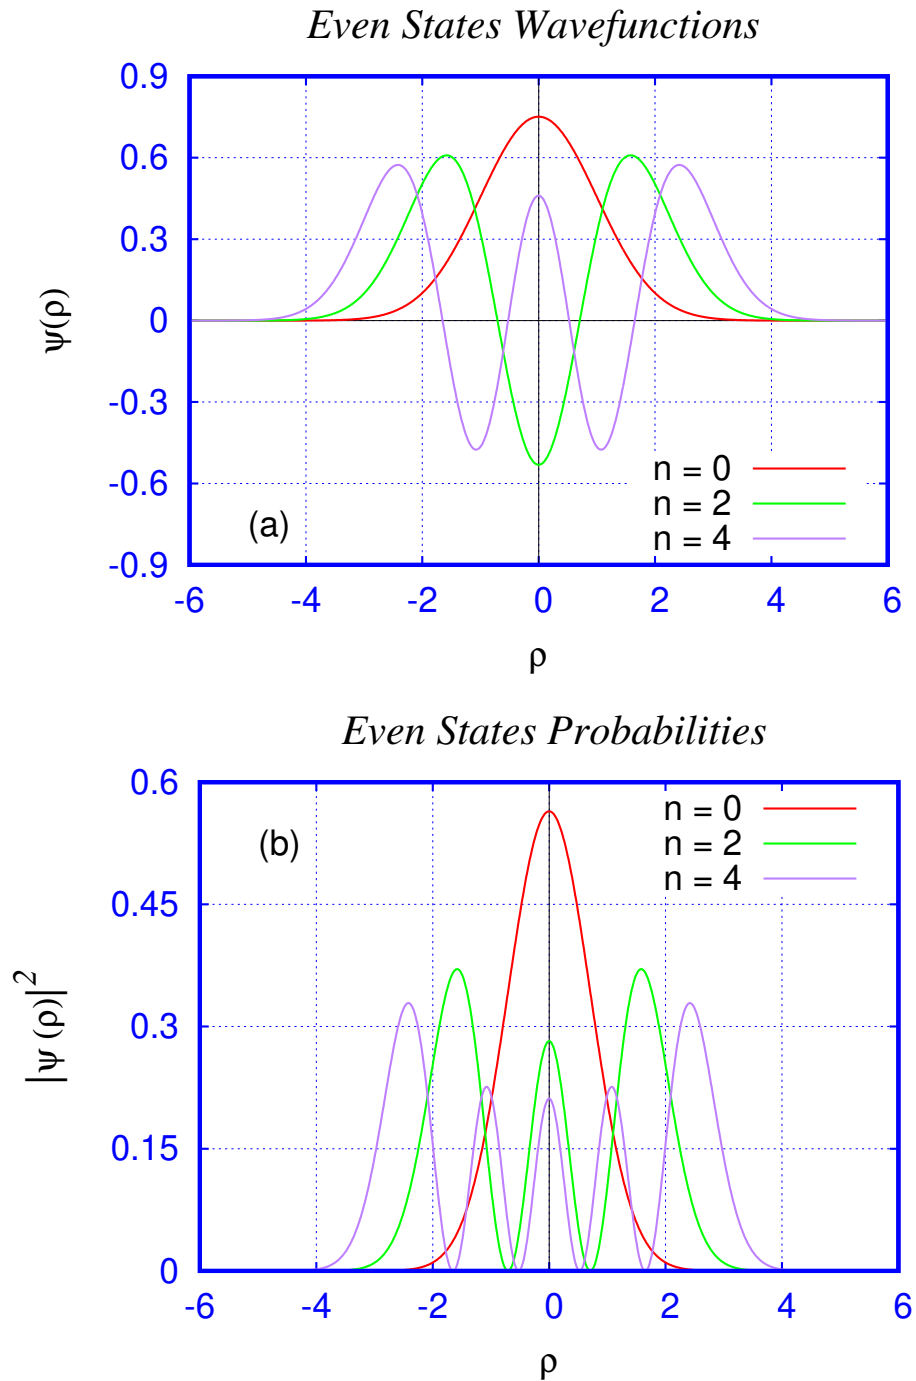 Even States Wavefunctions
0.9
0.6
0.3
0
-0.3
-0.6
-0.9
ψ(ρ)
n = 0
n = 2
n = 4
(a)
-6 -4 -2 0 2 4 6
ρ
Even States Probabilities
0.6
0.45
0.3
0.15
0
|ψ (ρ)|²
n = 0
n = 2
n = 4
(b)
-6 -4 -2 0 2 4 6
ρ